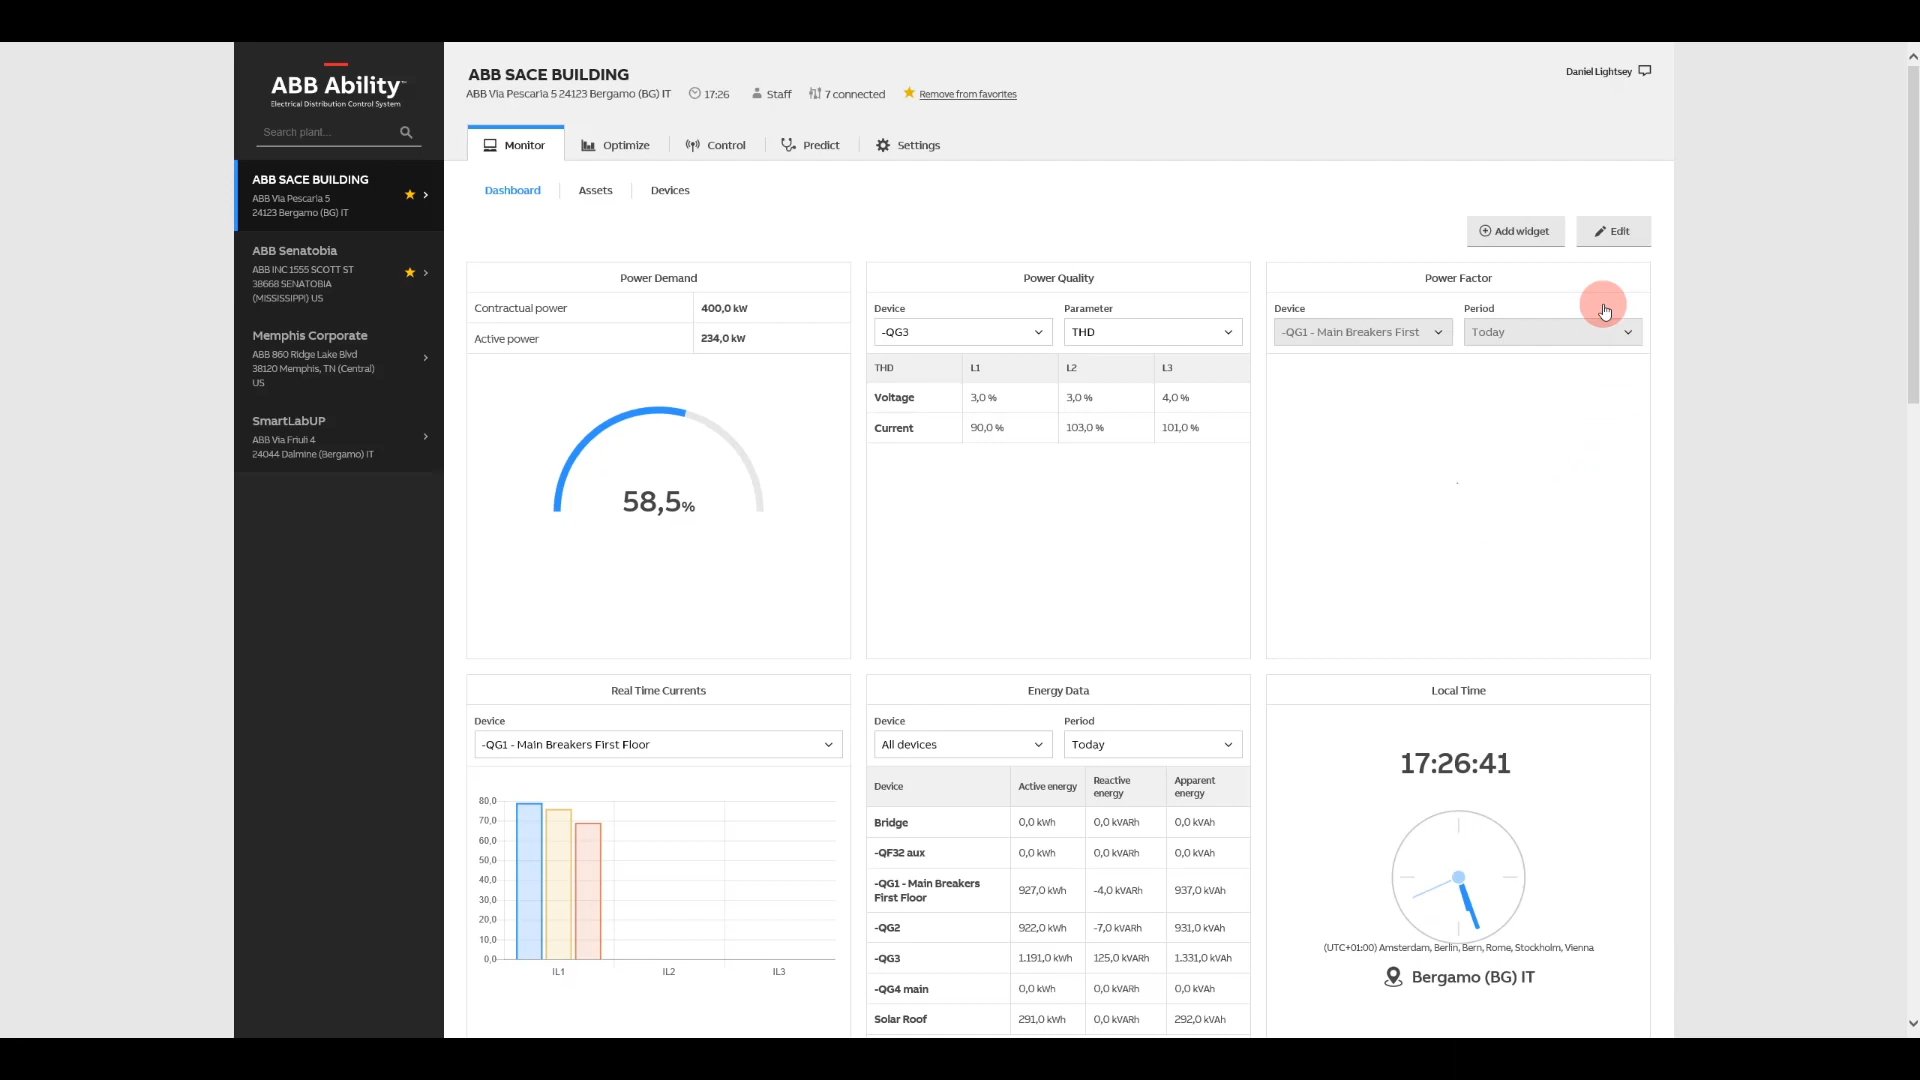 ABB Ability™
Electrical Distribution Control System
Search plant...
ABB SACE BUILDING
ABB Via Pescaria 5
24123 Bergamo (BG) IT
ABB Senatobia
ABB INC 1555 SCOTT ST
38668 SENATOBIA
(MISSISSIPPI) US
Memphis Corporate
ABB 860 Ridge Lake Blvd
38120 Memphis, TN (Central)
US
SmartLabUP
ABB Via Friuli 4
24044 Dalmine (Bergamo) IT
ABB SACE BUILDING
ABB Via Pescaria 5 24123 Bergamo (BG) IT 17:26 Staff 7 connected Remove from favorites
Daniel Lightsey
Monitor Optimize Control Predict Settings
Dashboard Assets Devices
Add widget Edit
Power Demand
Contractual power 400,0 kW
Active power 234,0 kW
58,5%
Power Quality
Device Parameter
-QG3 THD
THD L1 L2 L3
Voltage 3,0 % 3,0 % 4,0 %
Current 90,0 % 103,0 % 101,0 %
Power Factor
Device Period
-QG1 - Main Breakers First Today
Real Time Currents
Device
-QG1 - Main Breakers First Floor
80,0
70,0
60,0
50,0
40,0
30,0
20,0
10,0
0,0
IL1 IL2 IL3
Energy Data
Device Period
All devices Today
Device Active energy Reactive energy Apparent energy
Bridge 0,0 kWh 0,0 kVARh 0,0 kVAh
-QF32 aux 0,0 kWh 0,0 kVARh 0,0 kVAh
-QG1 - Main Breakers First Floor 927,0 kWh -4,0 kVARh 937,0 kVAh
-QG2 922,0 kWh -7,0 kVARh 931,0 kVAh
-QG3 1.191,0 kWh 125,0 kVARh 1.331,0 kVAh
-QG4 main 0,0 kWh 0,0 kVARh 0,0 kVAh
Solar Roof 291,0 kWh 0,0 kVARh 292,0 kVAh
Local Time
17:26:41
(UTC+01:00) Amsterdam, Berlin, Bern, Rome, Stockholm, Vienna
Bergamo (BG) IT